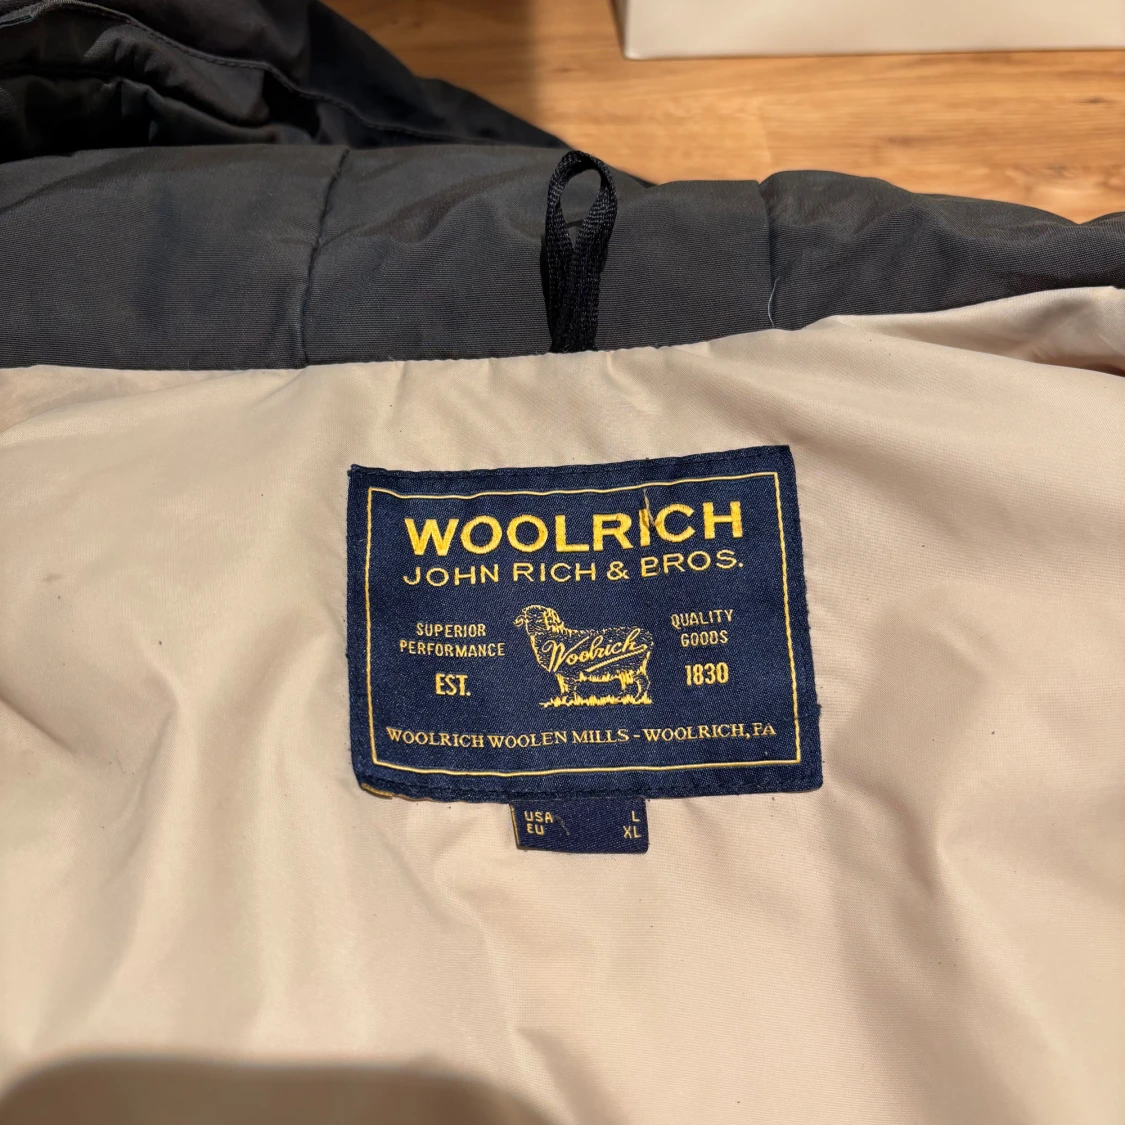 WOOLRICH
JOHN RICH & BROS.
SUPERIOR
PERFORMANCE
EST.
Woolrich
QUALITY
GOODS
1830
WOOLRICH WOOLEN MILLS - WOOLRICH, PA
USA L
EU XL